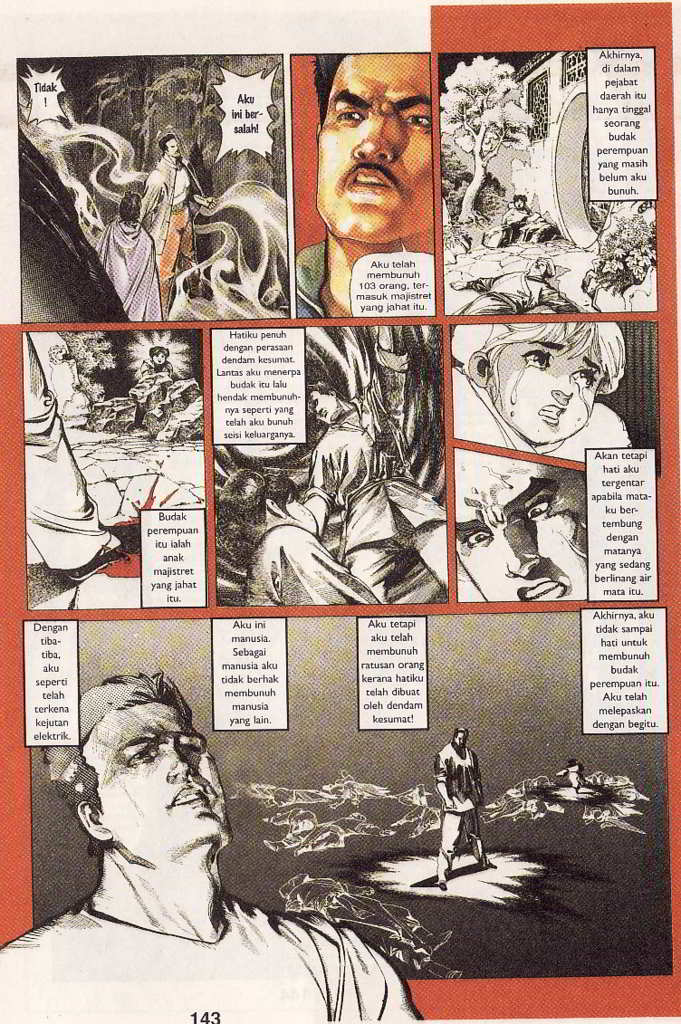 Tidak
!
Aku
ini ber-
salah!
Aku telah
membunuh
103 orang, ter-
masuk majistret
yang jahat itu.
Akhirnya,
di dalam
pejabat
daerah itu
hanya tinggal
seorang
budak
perempuan
yang masih
belum aku
bunuh.
Budak
perempuan
itu ialah
anak
majistret
yang jahat
itu.
Hatiku penuh
dengan perasaan
dendam kesumat.
Lantas aku menerpa
budak itu lalu
hendak membunuh-
nya seperti yang
telah aku bunuh
seisi keluarganya.
Akan tetapi
hati aku
tergentar
apabila mata-
ku ber-
tembung
dengan
matanya
yang sedang
berlinang air
mata itu.
Dengan
tiba-
tiba,
aku
seperti
telah
terkena
kejutan
elektrik.
Aku ini
manusia.
Sebagai
manusia aku
tidak berhak
membunuh
manusia
yang lain.
Aku tetapi
aku telah
membunuh
ratusan orang
kerana hatiku
telah dibuat
oleh dendam
kesumat!
Akhirnya, aku
tidak sampai
hati untuk
membunuh
budak
perempuan itu.
Aku telah
melepaskan
dengan begitu.
143